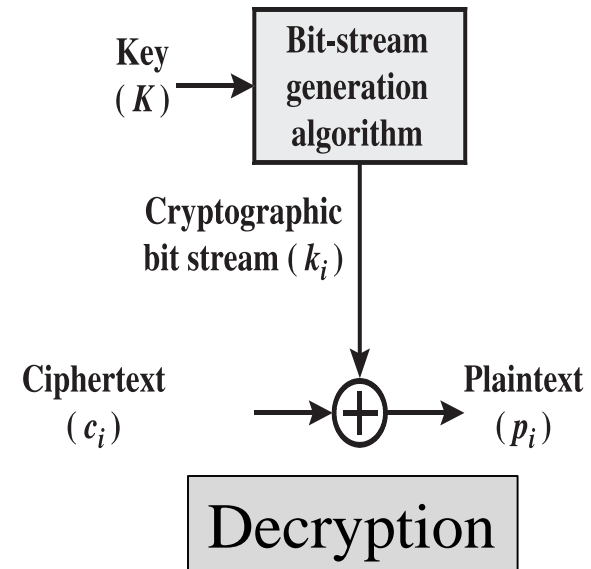 Key
( K )
Bit-stream
generation
algorithm
Cryptographic
bit stream ( kᵢ )
Ciphertext
( cᵢ )
Plaintext
( pᵢ )
Decryption